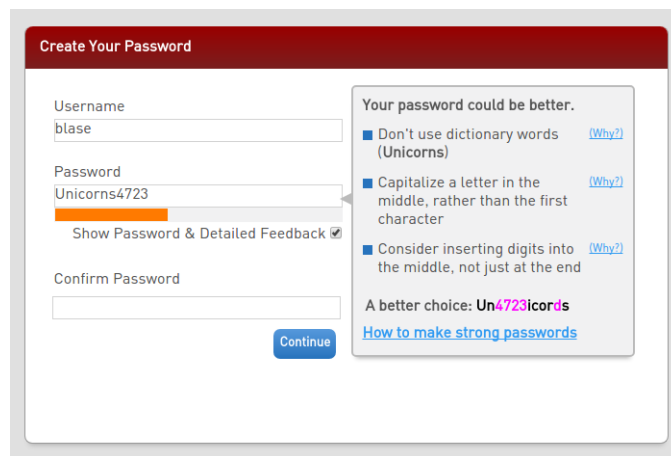 Create Your Password
Username
blase
Password
Unicorns4723
Show Password & Detailed Feedback
Confirm Password
Continue
Your password could be better.
Don't use dictionary words (Why?)
(Unicorns)
Capitalize a letter in the (Why?)
middle, rather than the first
character
Consider inserting digits into (Why?)
the middle, not just at the end
A better choice: Un4723icords
How to make strong passwords